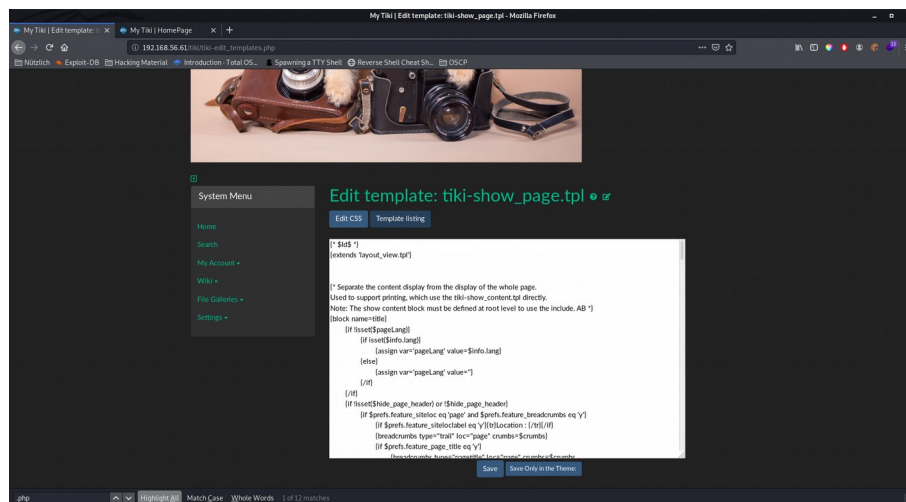 My Tiki | Edit template: tiki-show_page.tpl - Mozilla Firefox
My Tiki | Edit template: My Tiki | HomePage
192.168.56.61/tiki/tiki-edit_templates.php
Nützlich Exploit-DB Hacking Material Introduction - Total OS... Spawning a TTY Shell Reverse Shell Cheat Sh... OSCP
System Menu
Home
Search
My Account
Wiki
File Galleries
Settings
Edit template: tiki-show_page.tpl
Edit CSS Template listing
{* $Id$ *}
{extends 'layout_view.tpl'}
{* Separate the content display from the display of the whole page.
Used to support printing, which use the tiki-show_content.tpl directly.
Note: The show content block must be defined at root level to use the include. AB *}
{block name=title}
{if !isset($pageLang)}
{if isset($info.lang)}
{assign var='pageLang' value=$info.lang}
{else}
{assign var='pageLang' value=''}
{/if}
{/if}
{if !isset($hide_page_header) or !$hide_page_header}
{if $prefs.feature_siteloc eq 'page' and $prefs.feature_breadcrumbs eq 'y'}
{if $prefs.feature_siteloclabel eq 'y'}{tr}Location : {/tr}{/if}
{breadcrumbs type="trail" loc="page" crumbs=$crumbs}
{if $prefs.feature_page_title eq 'y'}
{breadcrumbs type="pagetitle" loc="page" crumbs=$crumbs
Save Save Only in the Theme:
.php Highlight All Match Case Whole Words 1 of 12 matches